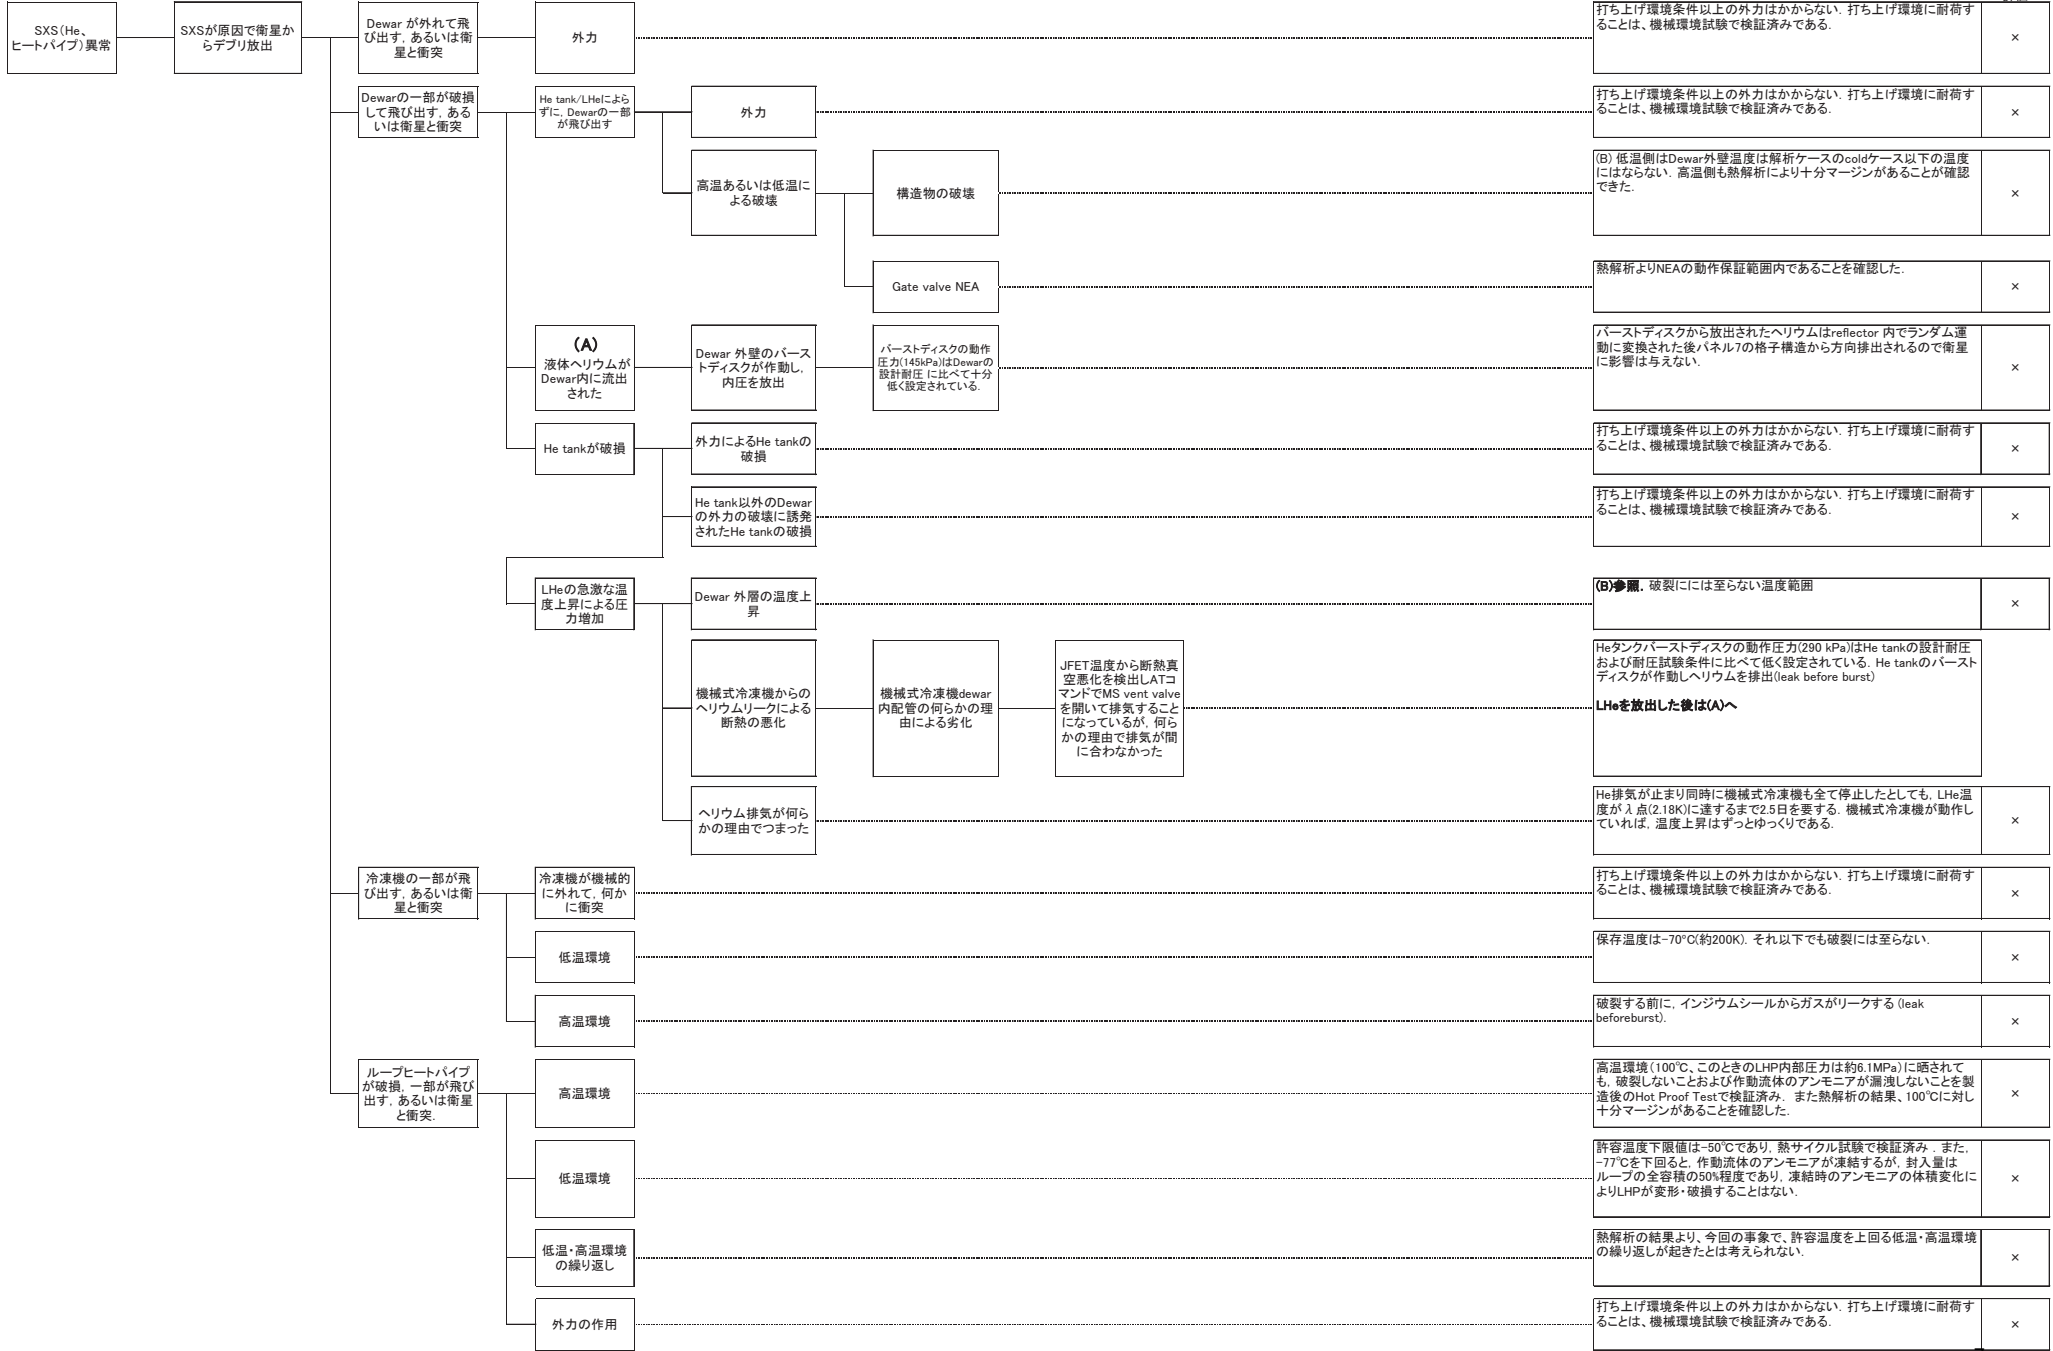 SXS(He、
ヒートパイプ)異常
SXSが原因で衛星か
らデブリ放出
Dewar が外れて飛
び出す, あるいは衛
星と衝突
外力
打ち上げ環境条件以上の外力はかからない. 打ち上げ環境に耐荷す
ることは、機械環境試験で検証済みである.
×
Dewarの一部が破損
して飛び出す, ある
いは衛星と衝突
He tank/LHeによら
ずに, Dewarの一部
が飛び出す
外力
打ち上げ環境条件以上の外力はかからない. 打ち上げ環境に耐荷す
ることは、機械環境試験で検証済みである.
×
高温あるいは低温に
よる破壊
構造物の破壊
(B) 低温側はDewar外壁温度は解析ケースのcoldケース以下の温度
にはならない. 高温側も熱解析により十分マージンがあることが確認
できた.
×
Gate valve NEA
熱解析よりNEAの動作保証範囲内であることを確認した.
×
(A)
液体ヘリウムが
Dewar内に流出
された
Dewar 外壁のバース
トディスクが作動し,
内圧を放出
バーストディスクの動作
圧力(145kPa)はDewarの
設計耐圧 に比べて十分
低く設定されている.
バーストディスクから放出されたヘリウムはreflector 内でランダム運
動に変換された後パネル7の格子構造から方向排出されるので衛星
に影響は与えない.
×
He tankが破損
外力によるHe tankの
破損
打ち上げ環境条件以上の外力はかからない. 打ち上げ環境に耐荷す
ることは、機械環境試験で検証済みである.
×
He tank以外のDewar
の外力の破壊に誘発
されたHe tankの破損
打ち上げ環境条件以上の外力はかからない. 打ち上げ環境に耐荷す
ることは、機械環境試験で検証済みである.
×
LHeの急激な温
度上昇による圧
力増加
Dewar 外層の温度上
昇
(B)参照. 破裂にには至らない温度範囲
×
機械式冷凍機からの
ヘリウムリークによる
断熱の悪化
機械式冷凍機dewar
内配管の何らかの理
由による劣化
JFET温度から断熱真
空悪化を検出しATコ
マンドでMS vent valve
を開いて排気すること
になっているが, 何ら
かの理由で排気が間
に合わなかった
Heタンクバーストディスクの動作圧力(290 kPa)はHe tankの設計耐圧
および耐圧試験条件に比べて低く設定されている. He tankのバースト
ディスクが作動しヘリウムを排出(leak before burst)
LHeを放出した後は(A)へ
ヘリウム排気が何ら
かの理由でつまった
He排気が止まり同時に機械式冷凍機も全て停止したとしても, LHe温
度がλ点(2.18K)に達するまで2.5日を要する. 機械式冷凍機が動作し
ていれば, 温度上昇はずっとゆっくりである.
×
冷凍機の一部が飛
び出す, あるいは衛
星と衝突
冷凍機が機械的
に外れて, 何か
に衝突
打ち上げ環境条件以上の外力はかからない. 打ち上げ環境に耐荷す
ることは、機械環境試験で検証済みである.
×
低温環境
保存温度は-70°C(約200K). それ以下でも破裂には至らない.
×
高温環境
破裂する前に, インジウムシールからガスがリークする (leak
beforeburst).
×
ループヒートパイプ
が破損, 一部が飛び
出す, あるいは衛星
と衝突.
高温環境
高温環境(100℃、このときのLHP内部圧力は約6.1MPa)に晒されて
も, 破裂しないことおよび作動流体のアンモニアが漏洩しないことを製
造後のHot Proof Testで検証済み. また熱解析の結果、100℃に対し
十分マージンがあることを確認した.
×
低温環境
許容温度下限値は-50℃であり, 熱サイクル試験で検証済み . また,
-77℃を下回ると, 作動流体のアンモニアが凍結するが, 封入量は
ループの全容積の50%程度であり, 凍結時のアンモニアの体積変化に
よりLHPが変形・破損することはない.
×
低温・高温環境
の繰り返し
熱解析の結果より、今回の事象で、許容温度を上回る低温・高温環境
の繰り返しが起きたとは考えられない.
×
外力の作用
打ち上げ環境条件以上の外力はかからない. 打ち上げ環境に耐荷す
ることは、機械環境試験で検証済みである.
×